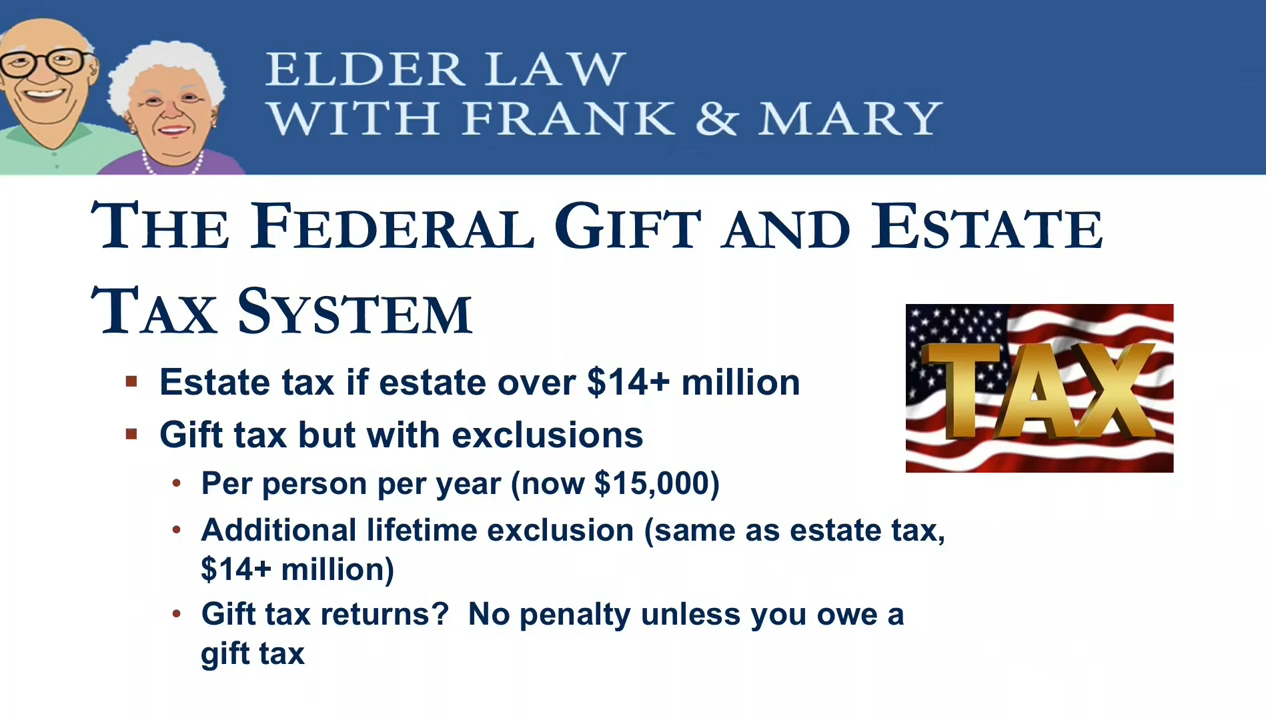 ELDER LAW
WITH FRANK & MARY
THE FEDERAL GIFT AND ESTATE
TAX SYSTEM
TAX
▪ Estate tax if estate over $14+ million
▪ Gift tax but with exclusions
• Per person per year (now $15,000)
• Additional lifetime exclusion (same as estate tax,
$14+ million)
• Gift tax returns? No penalty unless you owe a
gift tax